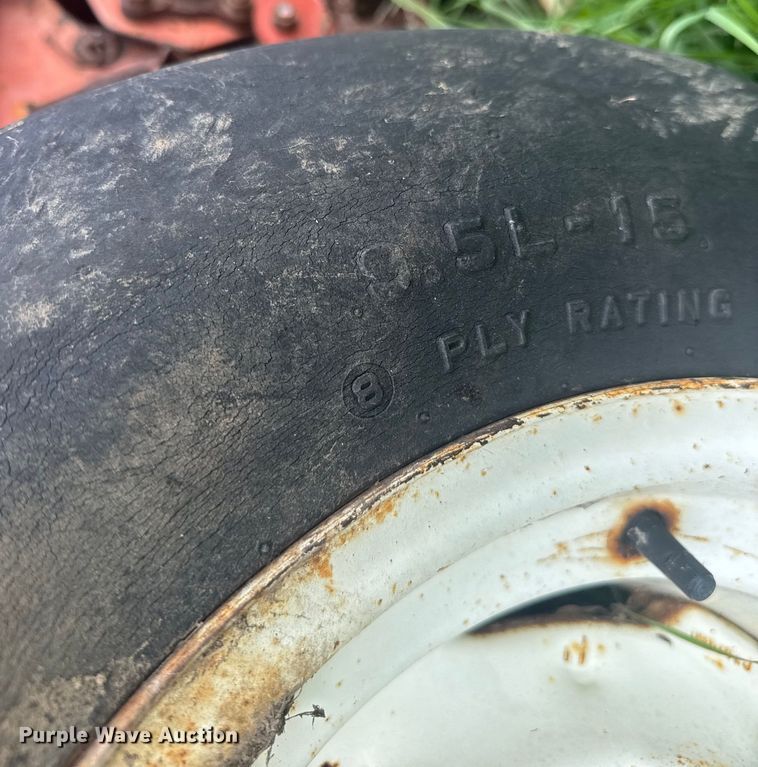 9.5L-15
8 PLY RATING
Purple Wave Auction